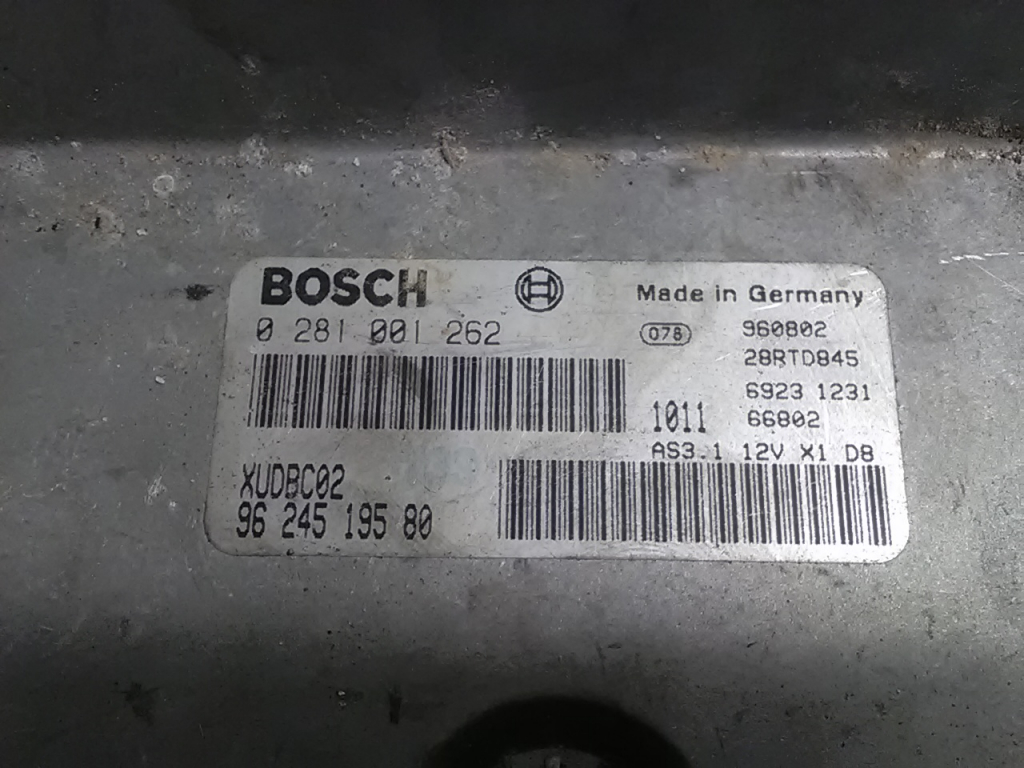 BOSCH
Made in Germany
0 281 001 262
078
960802
28RTD845
6923 1231
1011
66802
AS3.1 12V X1 D8
XUDBC02
96 245 195 80